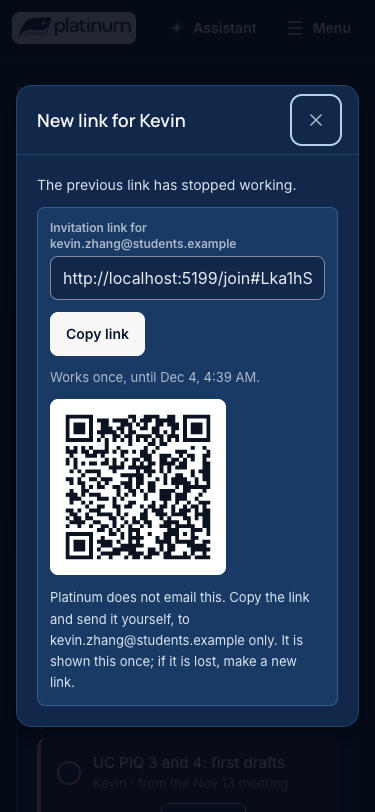 platinum
Assistant
Menu
New link for Kevin
The previous link has stopped working.
Invitation link for
kevin.zhang@students.example
http://localhost:5199/join#Lka1hS
Copy link
Works once, until Dec 4, 4:39 AM.
Platinum does not email this. Copy the link
and send it yourself, to
kevin.zhang@students.example only. It is
shown this once; if it is lost, make a new
link.
UC PIQ 3 and 4: first drafts
Kevin · from the Nov 13 meeting